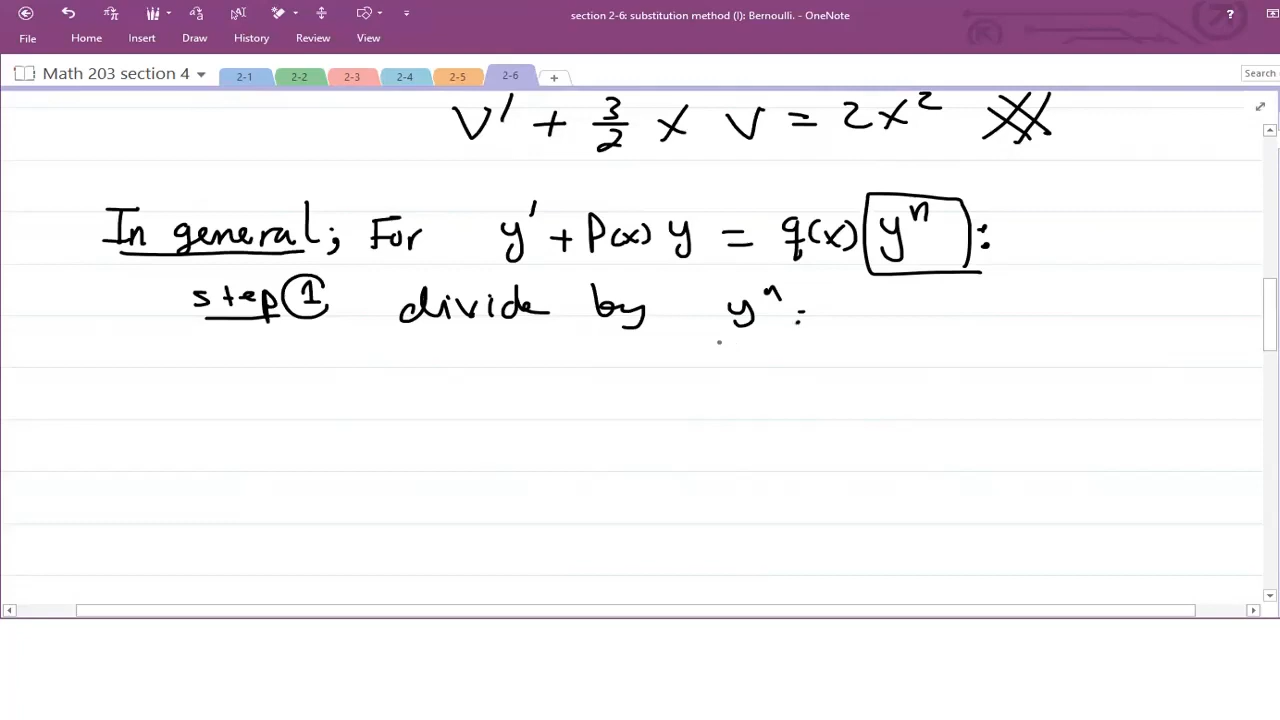 section 2-6: substitution method (I): Bernoulli. - OneNote
?
File Home Insert Draw History Review View
Math 203 section 4
2-1 2-2 2-3 2-4 2-5 2-6 +
Search
v' + 3/2 x v = 2x²
In general; For y' + P(x) y = q(x) yⁿ :
step ① divide by yⁿ :